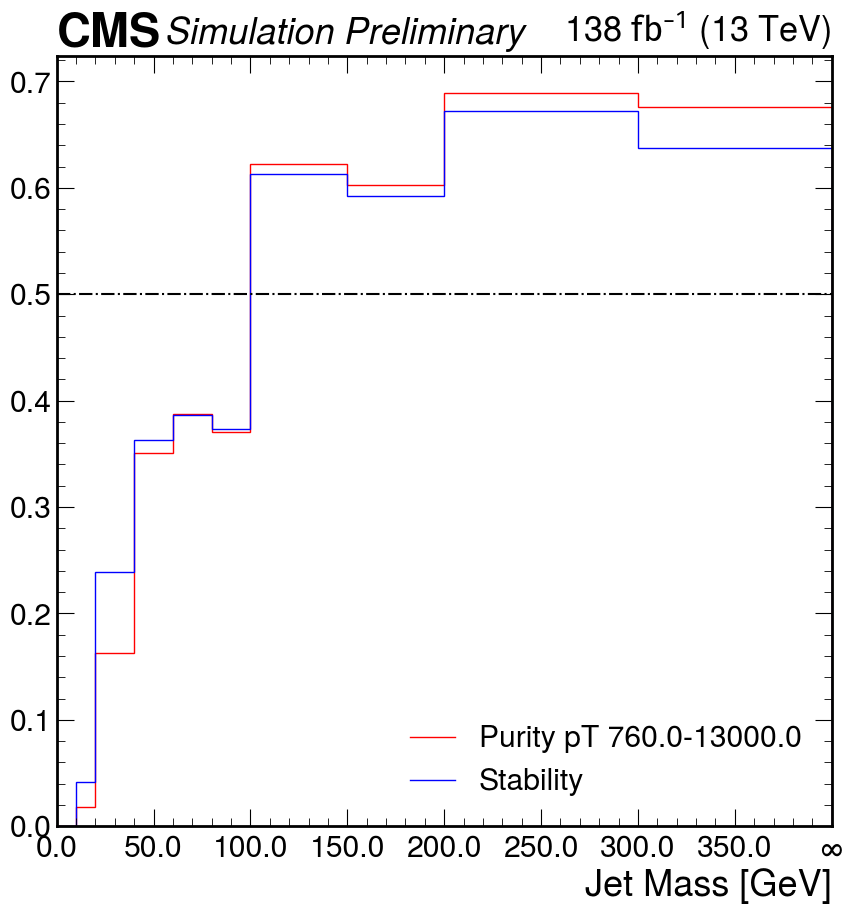 CMS Simulation Preliminary 138 fb⁻¹ (13 TeV)
0.7
0.6
0.5
0.4
0.3
0.2
0.1
0.0
Purity pT 760.0-13000.0
Stability
0.0 50.0 100.0 150.0 200.0 250.0 300.0 350.0 ∞
Jet Mass [GeV]